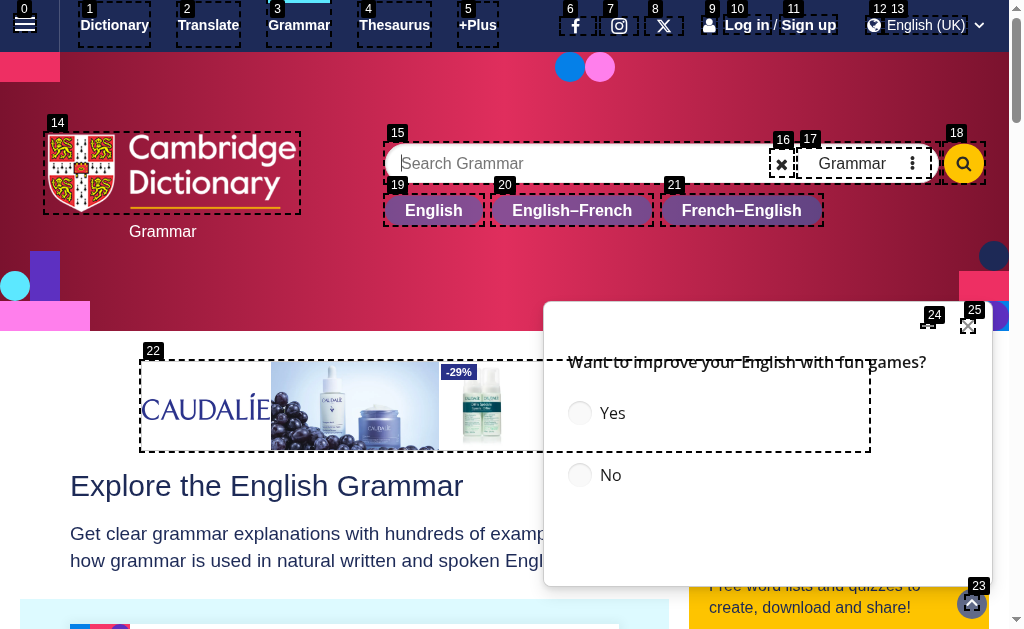 0 1 2 3 4 5 6 7 8 9 10 11 12 13
Dictionary Translate Grammar Thesaurus +Plus Log in / Sign up English (UK)
14 15 16 17 18
Cambridge
Dictionary
Search Grammar Grammar
19 20 21
English English–French French–English
Grammar
22 24 25
-29%
CAUDALÍE
Want to improve your English with fun games?
Yes
No
Explore the English Grammar
Get clear grammar explanations with hundreds of
how grammar is used in natural written and spoken
23
Free word lists and quizzes to
create, download and share!